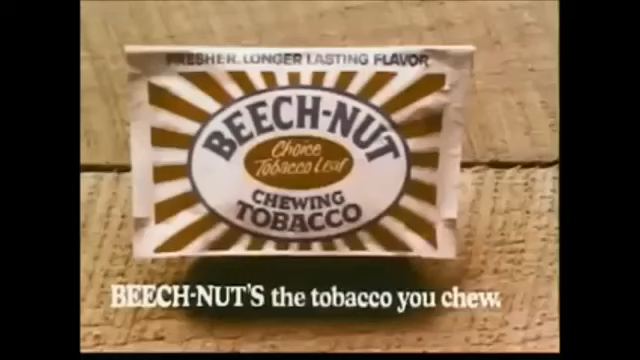 FRESHER. LONGER LASTING FLAVOR
BEECH-NUT
Choice
Tobacco Leaf
CHEWING
TOBACCO
BEECH-NUT'S the tobacco you chew.